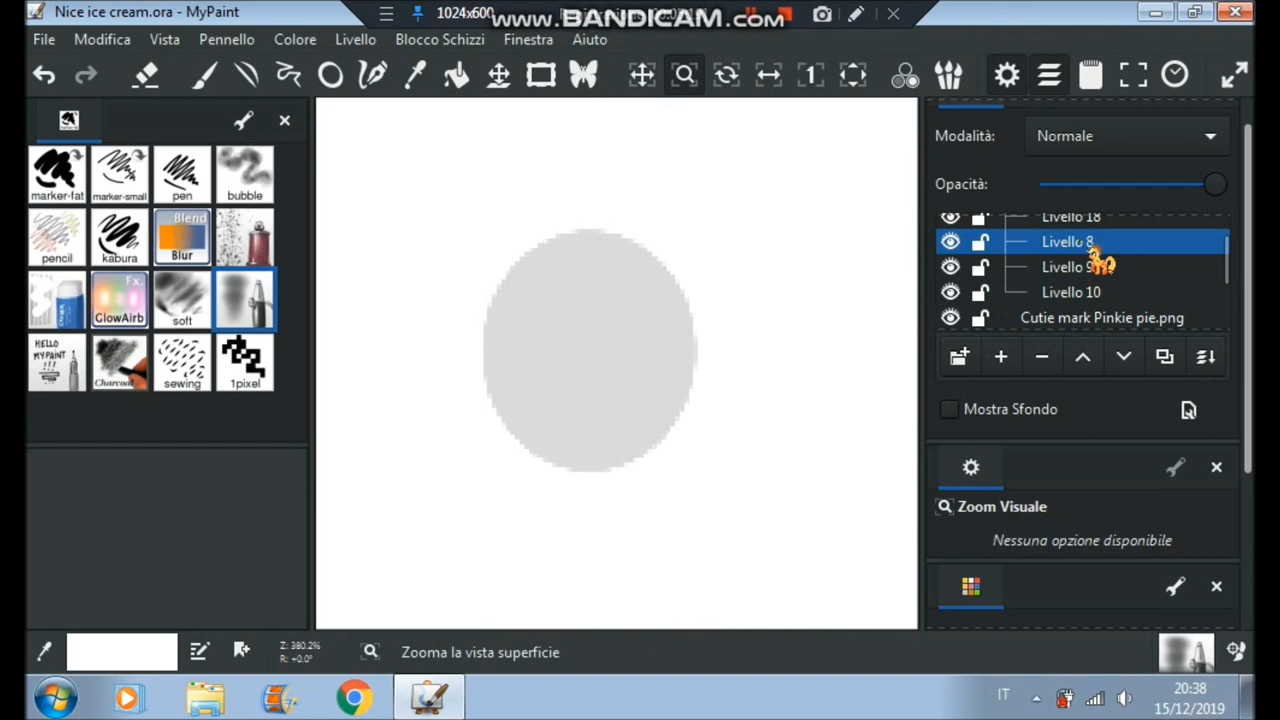 Nice ice cream.ora - MyPaint
1024x600
www.BANDICAM.com
File Modifica Vista Pennello Colore Livello Blocco Schizzi Finestra Aiuto
1
marker-fat marker-small pen bubble
pencil kabura Blend Blur
Fx. GlowAirb soft
HELLO MYPAINT !!! Charcoal sewing 1pixel
Modalità: Normale
Opacità:
Livello 18
Livello 8
Livello 9
Livello 10
Cutie mark Pinkie pie.png
Mostra Sfondo
Zoom Visuale
Nessuna opzione disponibile
Z: 380.2%
R: +0.0°
Zooma la vista superficie
IT
20:38
15/12/2019